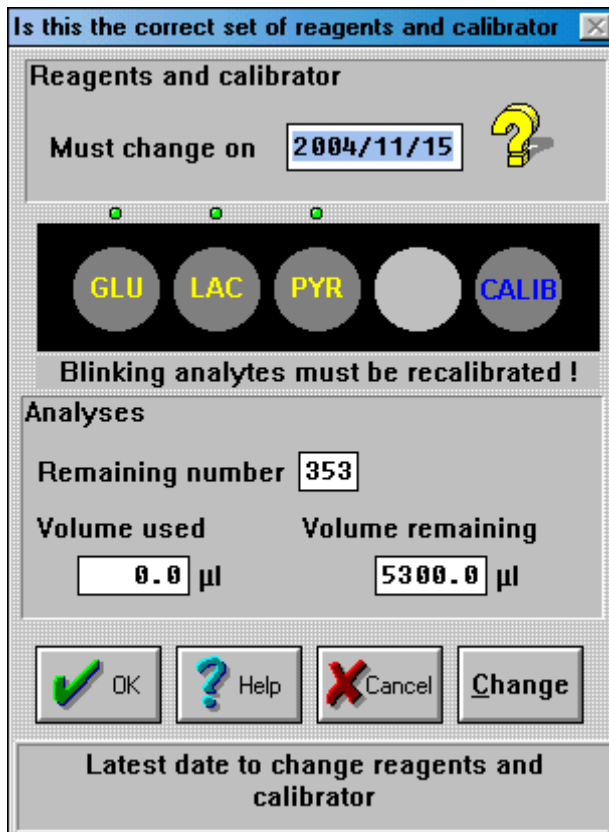 Is this the correct set of reagents and calibrator
Reagents and calibrator
Must change on 2004/11/15
GLU LAC PYR CALIB
Blinking analytes must be recalibrated !
Analyses
Remaining number 353
Volume used Volume remaining
0.0 µl 5300.0 µl
OK Help Cancel Change
Latest date to change reagents and
calibrator